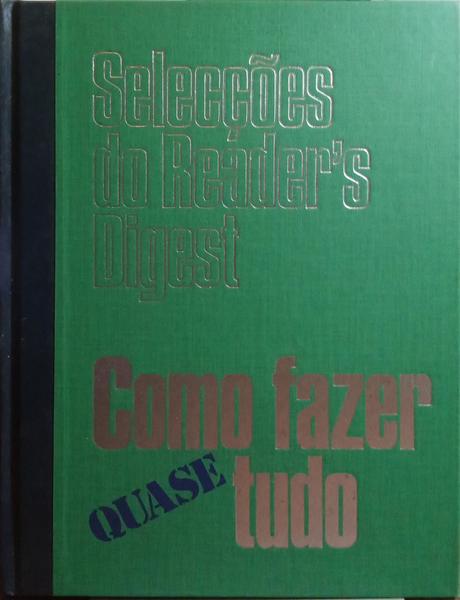 Selecções
do Reader's
Digest
Como fazer
QUASE tudo